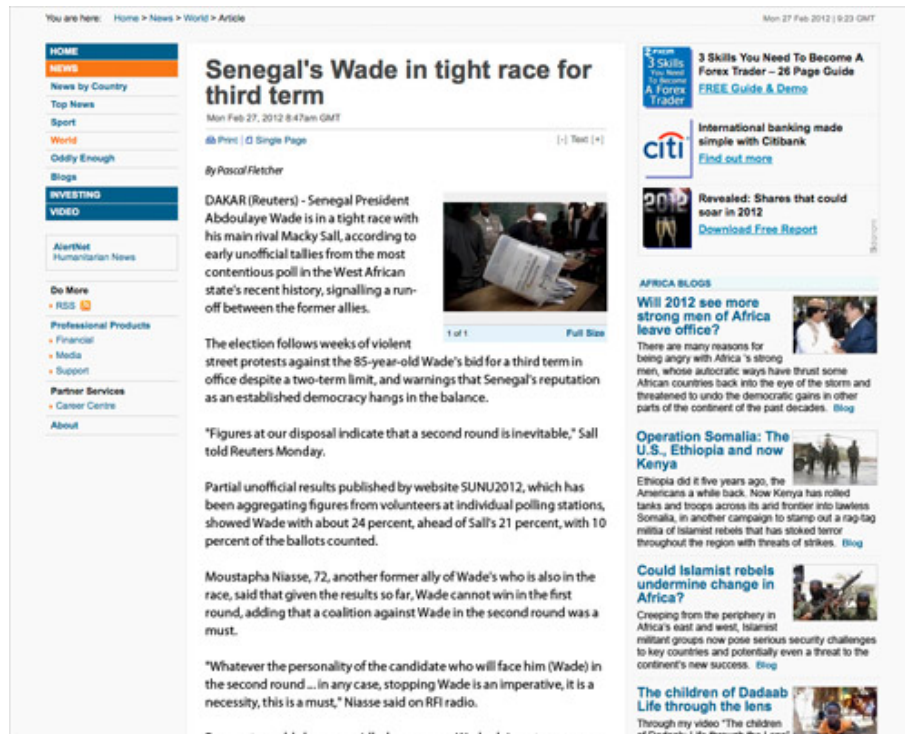 You are here: Home > News > World > Article
Mon 27 Feb 2012 | 9:23 GMT
HOME
NEWS
News by Country
Top News
Sport
World
Oddly Enough
Blogs
INVESTING
VIDEO
AlertNet
Humanitarian News
Do More
RSS
Professional Products
Financial
Media
Support
Partner Services
Career Centre
About
Senegal's Wade in tight race for
third term
Mon Feb 27, 2012 8:47am GMT
Print | Single Page
[-] Text [+]
By Pascal Fletcher
DAKAR (Reuters) - Senegal President
Abdoulaye Wade is in a tight race with
his main rival Macky Sall, according to
early unofficial tallies from the most
contentious poll in the West African
state's recent history, signalling a run-
off between the former allies.
1 of 1
Full Size
The election follows weeks of violent
street protests against the 85-year-old Wade's bid for a third term in
office despite a two-term limit, and warnings that Senegal's reputation
as an established democracy hangs in the balance.
"Figures at our disposal indicate that a second round is inevitable," Sall
told Reuters Monday.
Partial unofficial results published by website SUNU2012, which has
been aggregating figures from volunteers at individual polling stations,
showed Wade with about 24 percent, ahead of Sall's 21 percent, with 10
percent of the ballots counted.
Moustapha Niasse, 72, another former ally of Wade's who is also in the
race, said that given the results so far, Wade cannot win in the first
round, adding that a coalition against Wade in the second round was a
must.
"Whatever the personality of the candidate who will face him (Wade) in
the second round ... in any case, stopping Wade is an imperative, it is a
necessity, this is a must," Niasse said on RFI radio.
3 Skills
You Need
To Become
A Forex
Trader
3 Skills You Need To Become A
Forex Trader – 26 Page Guide
FREE Guide & Demo
citi
International banking made
simple with Citibank
Find out more
2012
Revealed: Shares that could
soar in 2012
Download Free Report
AFRICA BLOGS
Will 2012 see more
strong men of Africa
leave office?
There are many reasons for
being angry with Africa 's strong
men, whose autocratic ways have thrust some
African countries back into the eye of the storm and
threatened to undo the democratic gains in other
parts of the continent of the past decades. Blog
Operation Somalia: The
U.S., Ethiopia and now
Kenya
Ethiopia did it five years ago, the
Americans a while back. Now Kenya has rolled
tanks and troops across its and frontier into lawless
Somalia, in another campaign to stamp out a rag-tag
militia of Islamist rebels that has stoked terror
throughout the region with threats of strikes. Blog
Could Islamist rebels
undermine change in
Africa?
Creeping from the periphery in
Africa's east and west, Islamist
militant groups now pose serious security challenges
to key countries and potentially even a threat to the
continent's new success. Blog
The children of Dadaab
Life through the lens
Through my video "The children